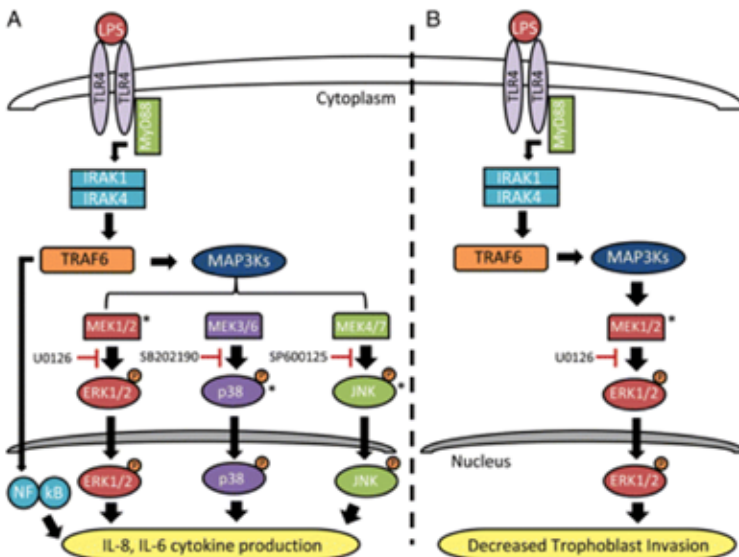 A
LPS
TLR4 TLR4
MyD88
Cytoplasm
IRAK1
IRAK4
TRAF6
MAP3Ks
MEK1/2 *
MEK3/6
MEK4/7
U0126
SB202190
SP600125
ERK1/2 P
p38 P *
JNK P *
NF kB
ERK1/2 P
p38 P
JNK P
IL-8, IL-6 cytokine production
B
LPS
TLR4 TLR4
MyD88
IRAK1
IRAK4
TRAF6
MAP3Ks
MEK1/2 *
U0126
ERK1/2 P
Nucleus
ERK1/2 P
Decreased Trophoblast Invasion